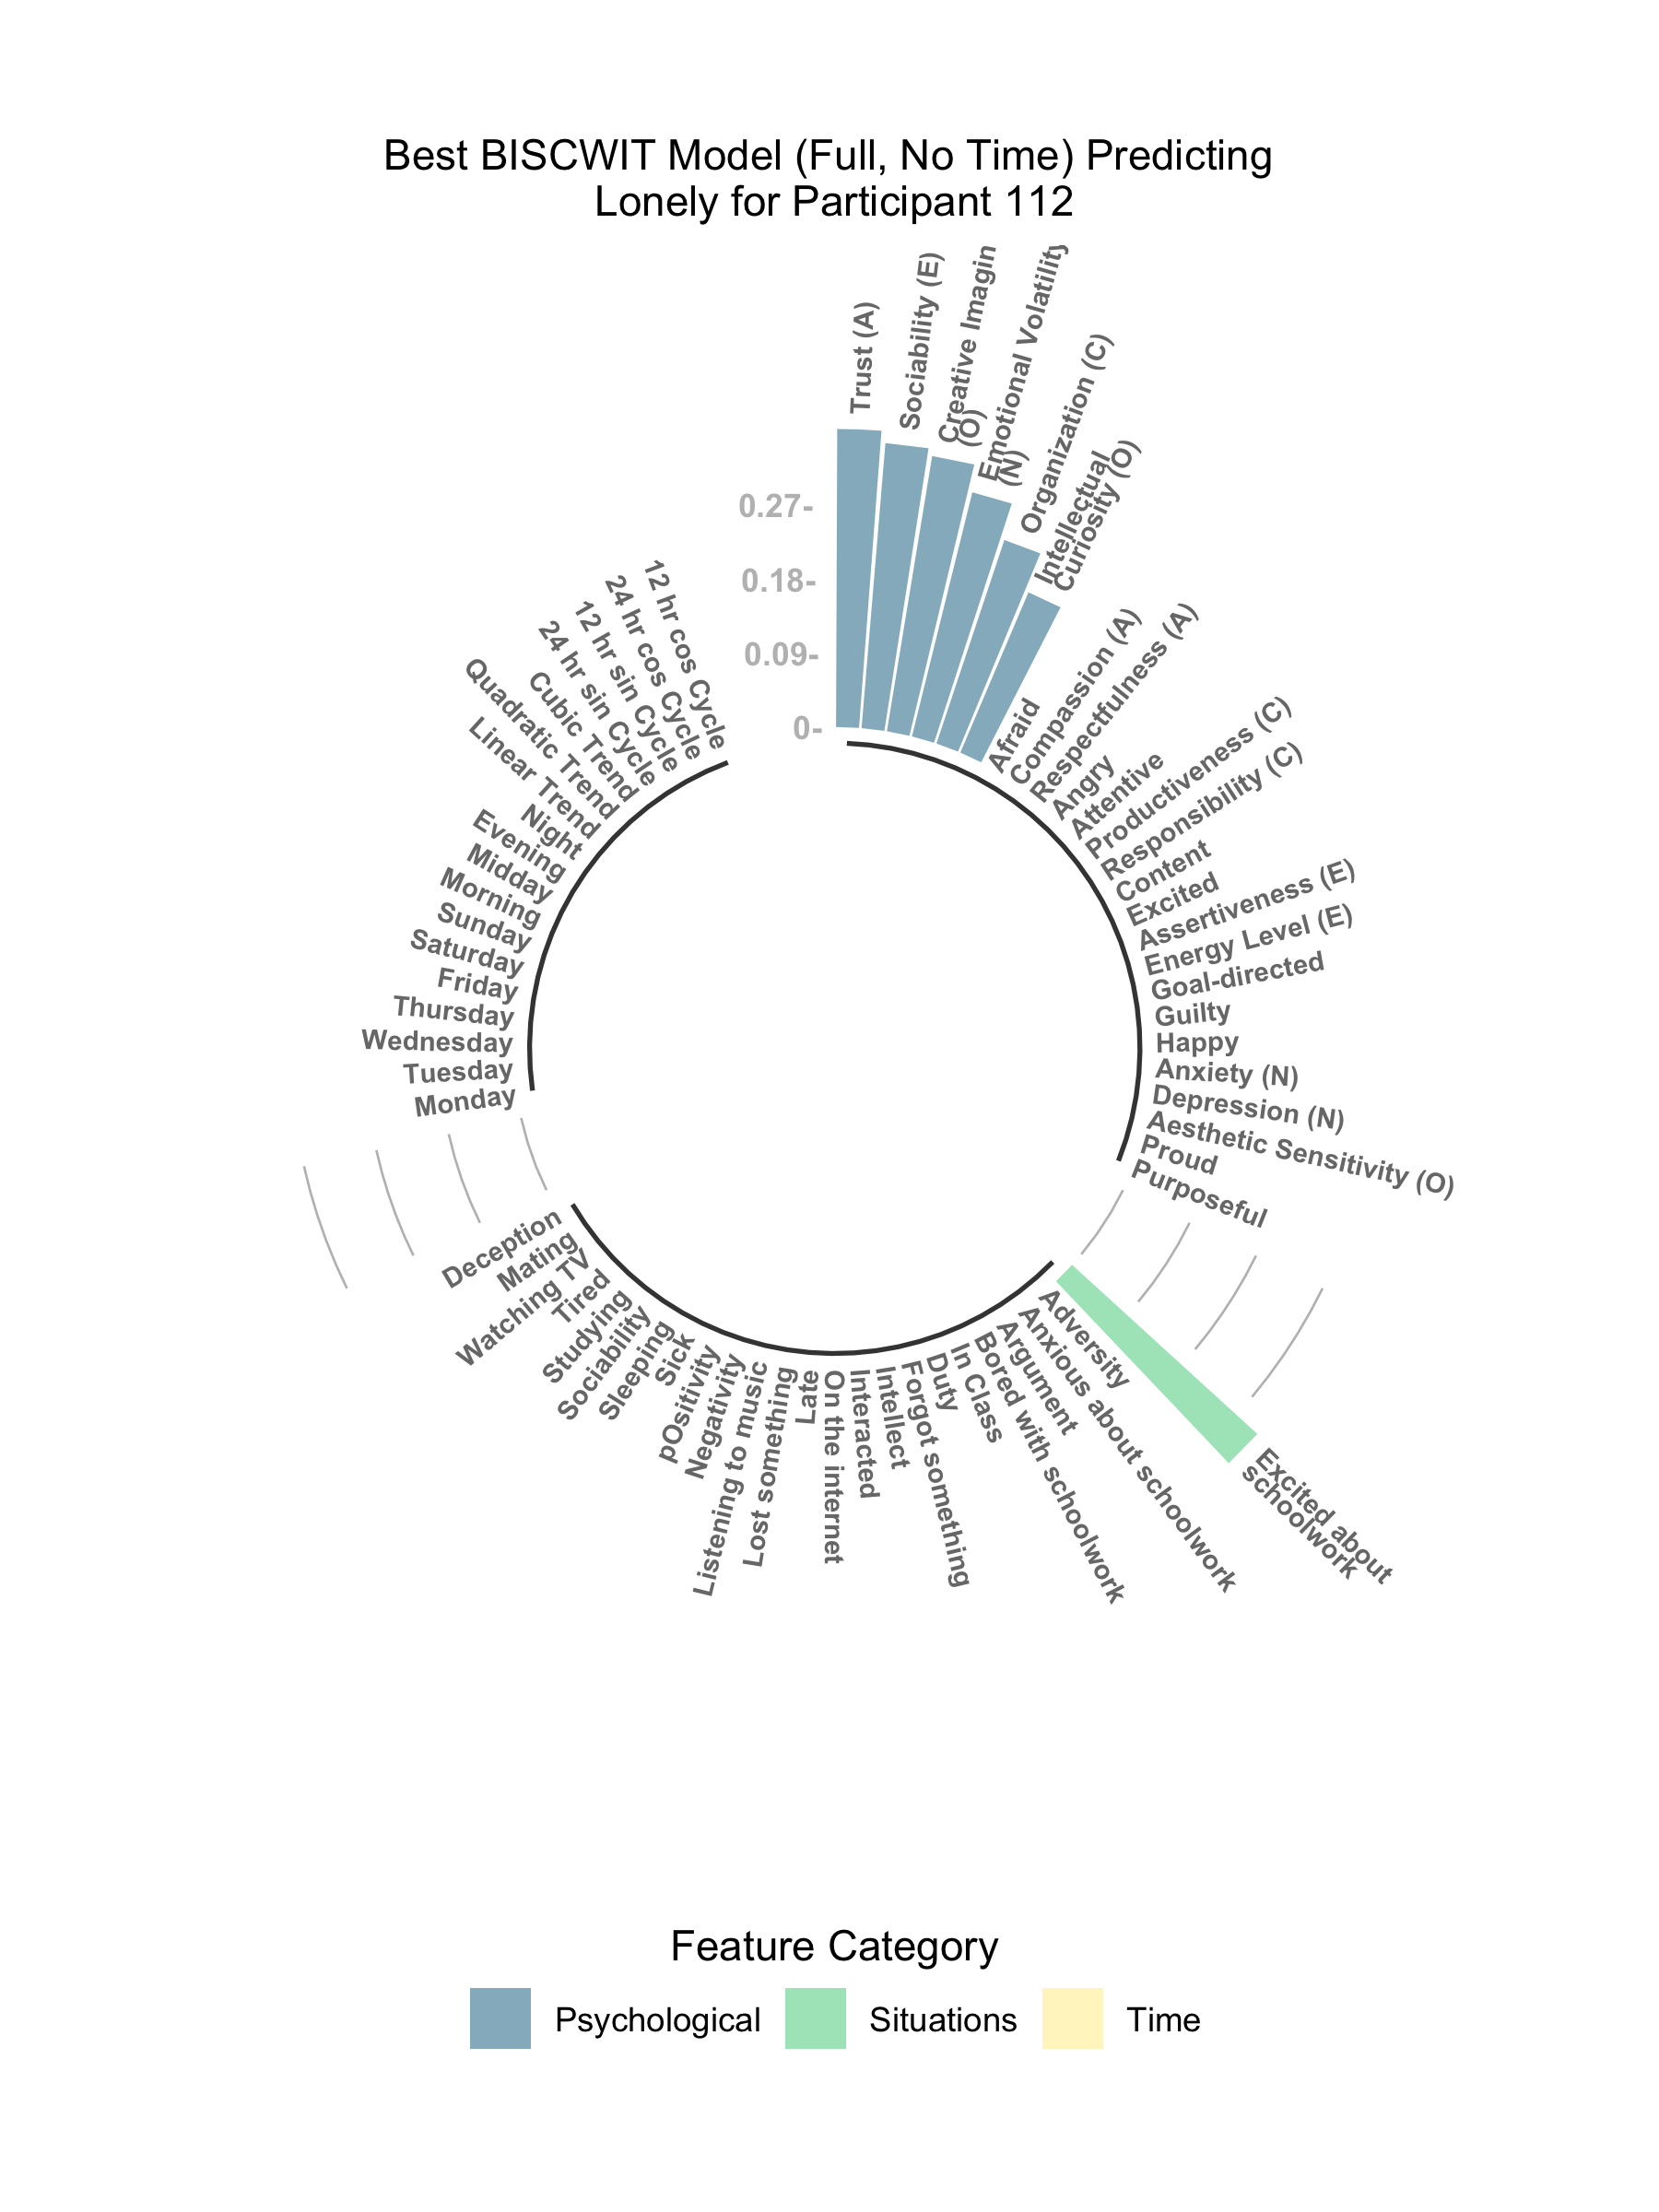 Best BISCWIT Model (Full, No Time) Predicting
Lonely for Participant 112
0.27-
0.18-
0.09-
0-
Trust (A)
Sociability (E)
Creative Imagin
(O)
Emotional Volatility
(N)
Organization (C)
Intellectual
Curiosity (O)
Afraid
Compassion (A)
Respectfulness (A)
Angry
Attentive
Productiveness (C)
Responsibility (C)
Content
Excited
Assertiveness (E)
Energy Level (E)
Goal-directed
Guilty
Happy
Anxiety (N)
Depression (N)
Aesthetic Sensitivity (O)
Proud
Purposeful
Excited about
schoolwork
Adversity
Anxious about schoolwork
Argument
Bored with schoolwork
In Class
Duty
Forgot something
Intellect
Interacted
On the internet
Late
Lost something
Listening to music
Negativity
pOsitivity
Sick
Sleeping
Sociability
Studying
Tired
Watching TV
Mating
Deception
Monday
Tuesday
Wednesday
Thursday
Friday
Saturday
Sunday
Morning
Midday
Evening
Night
Linear Trend
Quadratic Trend
Cubic Trend
24 hr sin Cycle
12 hr sin Cycle
24 hr cos Cycle
12 hr cos Cycle
Feature Category
Psychological
Situations
Time